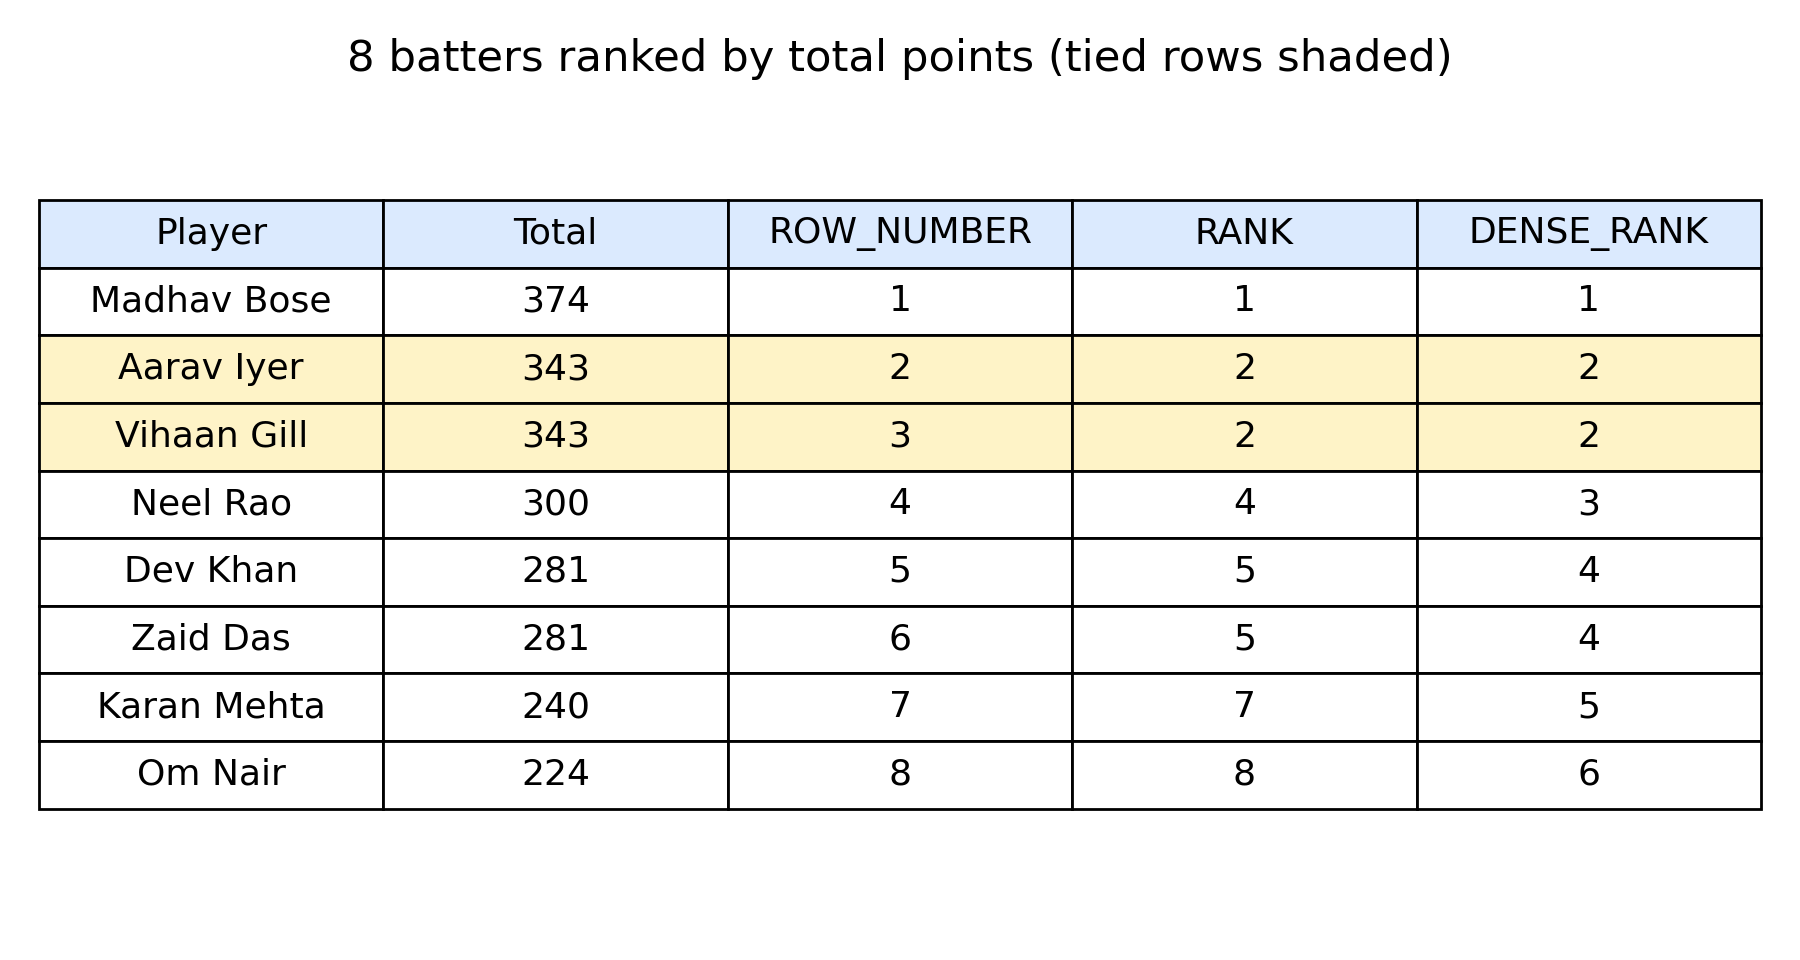 8 batters ranked by total points (tied rows shaded)
Player Total ROW_NUMBER RANK DENSE_RANK
Madhav Bose 374 1 1 1
Aarav Iyer 343 2 2 2
Vihaan Gill 343 3 2 2
Neel Rao 300 4 4 3
Dev Khan 281 5 5 4
Zaid Das 281 6 5 4
Karan Mehta 240 7 7 5
Om Nair 224 8 8 6